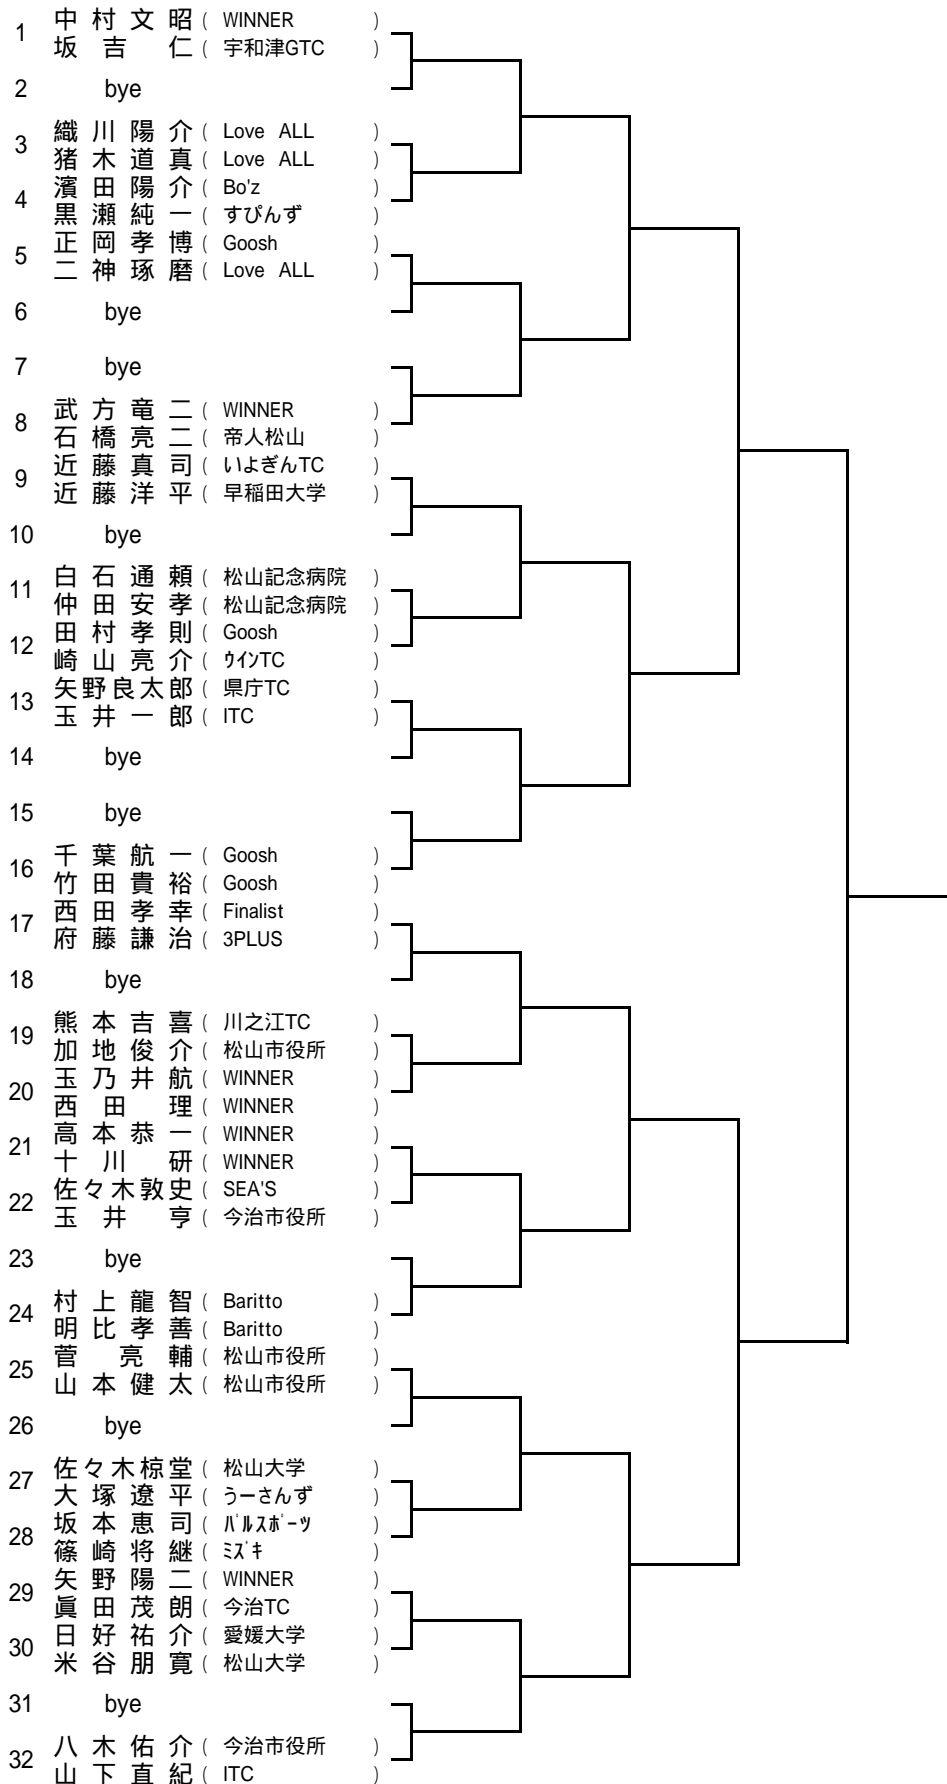 1 中村文昭 ( WINNER )
坂吉仁 ( 宇和津GTC )
2 bye
3 織川陽介 ( Love ALL )
猪木道真 ( Love ALL )
4 濱田陽介 ( Bo'z )
黒瀬純一 ( すぴんず )
5 正岡孝博 ( Goosh )
二神琢磨 ( Love ALL )
6 bye
7 bye
8 武方竜二 ( WINNER )
石橋亮二 ( 帝人松山 )
9 近藤真司 ( いよぎんTC )
近藤洋平 ( 早稲田大学 )
10 bye
11 白石通頼 ( 松山記念病院 )
仲田安孝 ( 松山記念病院 )
12 田村孝則 ( Goosh )
崎山亮介 ( ｳｲﾝTC )
13 矢野良太郎 ( 県庁TC )
玉井一郎 ( ITC )
14 bye
15 bye
16 千葉航一 ( Goosh )
竹田貴裕 ( Goosh )
17 西田孝幸 ( Finalist )
府藤謙治 ( 3PLUS )
18 bye
19 熊本吉喜 ( 川之江TC )
加地俊介 ( 松山市役所 )
20 玉乃井航 ( WINNER )
西田理 ( WINNER )
21 高本恭一 ( WINNER )
十川研 ( WINNER )
22 佐々木敦史 ( SEA'S )
玉井亨 ( 今治市役所 )
23 bye
24 村上龍智 ( Baritto )
明比孝善 ( Baritto )
25 菅亮輔 ( 松山市役所 )
山本健太 ( 松山市役所 )
26 bye
27 佐々木椋堂 ( 松山大学 )
大塚遼平 ( うーさんず )
28 坂本恵司 ( ﾊﾟﾙｽﾎﾟｰﾂ )
篠崎将継 ( ﾐｽﾞｷ )
29 矢野陽二 ( WINNER )
眞田茂朗 ( 今治TC )
30 日好祐介 ( 愛媛大学 )
米谷朋寛 ( 松山大学 )
31 bye
32 八木佑介 ( 今治市役所 )
山下直紀 ( ITC )